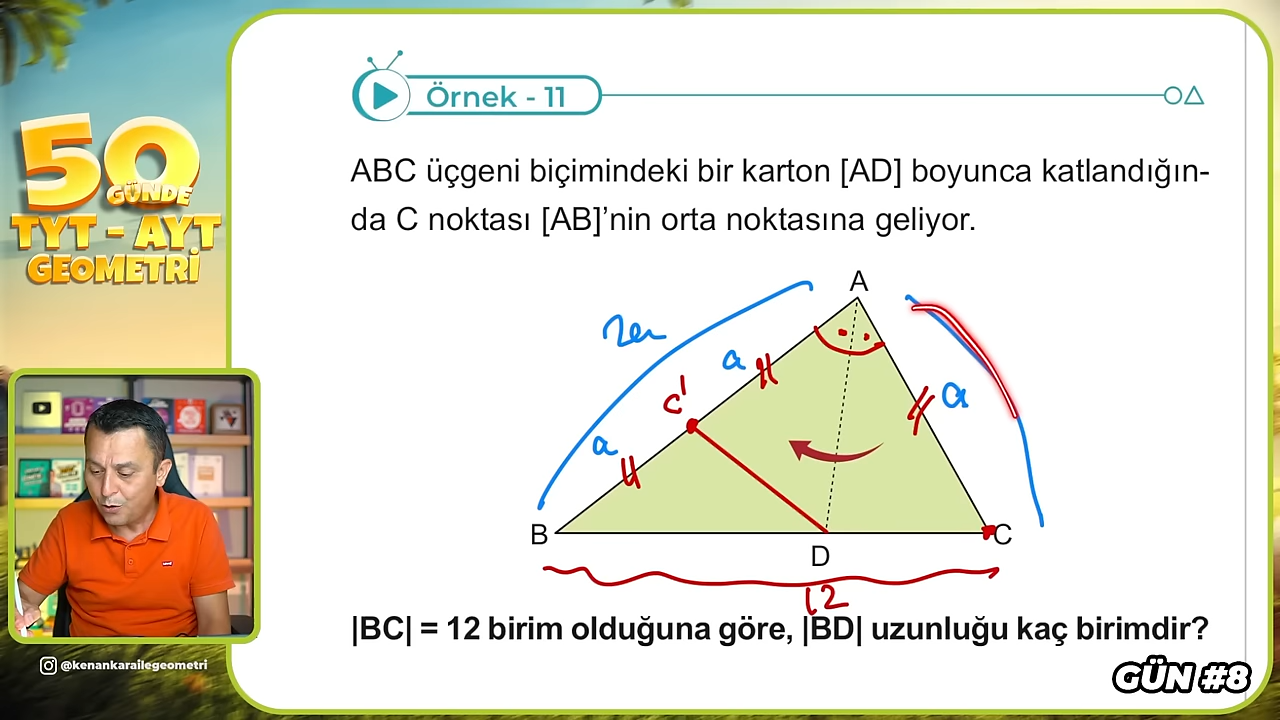 50
GÜNDE
TYT - AYT
GEOMETRİ
Örnek - 11
ABC üçgeni biçimindeki bir karton [AD] boyunca katlandığın-
da C noktası [AB]'nin orta noktasına geliyor.
A
2a
a
c'
a
a
B
D
C
12
|BC| = 12 birim olduğuna göre, |BD| uzunluğu kaç birimdir?
@kenankarailegeometri
GÜN #8